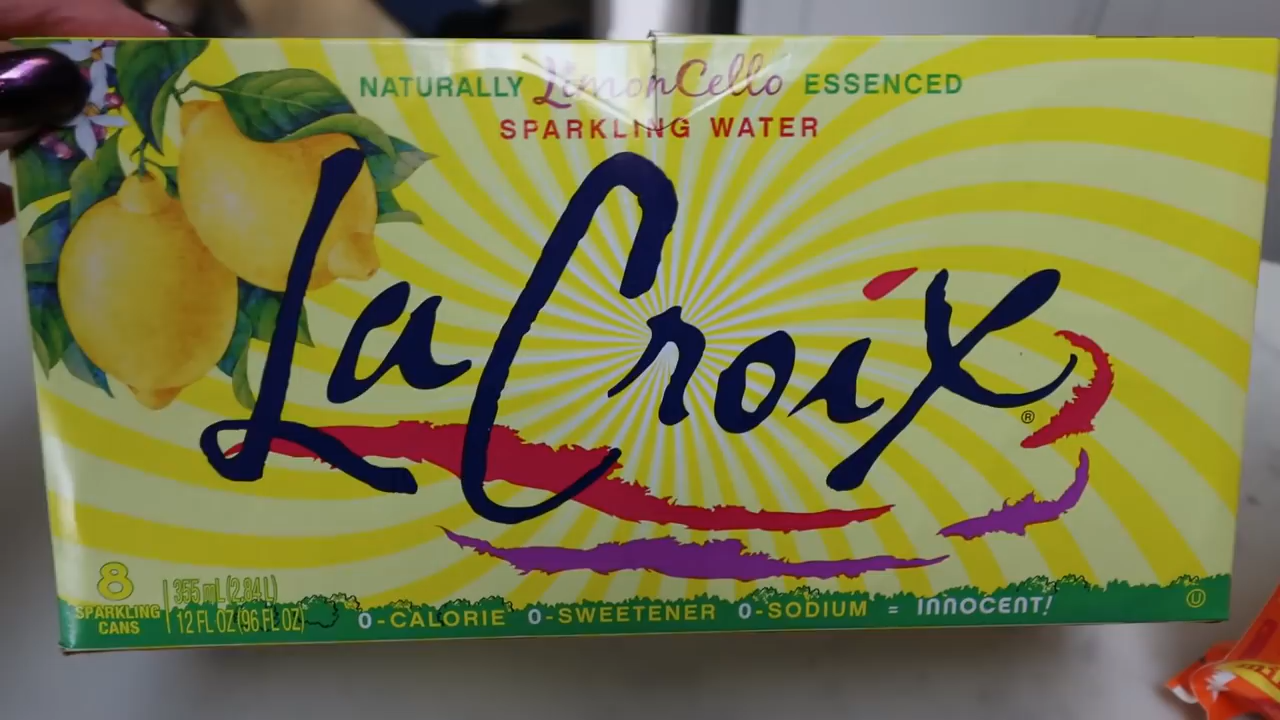 NATURALLY LimonCello ESSENCED
SPARKLING WATER
LaCroix®
8
SPARKLING
CANS
355 mL (2.84 L)
12 FL OZ (96 FL OZ)
0-CALORIE 0-SWEETENER 0-SODIUM = INNOCENT!
U